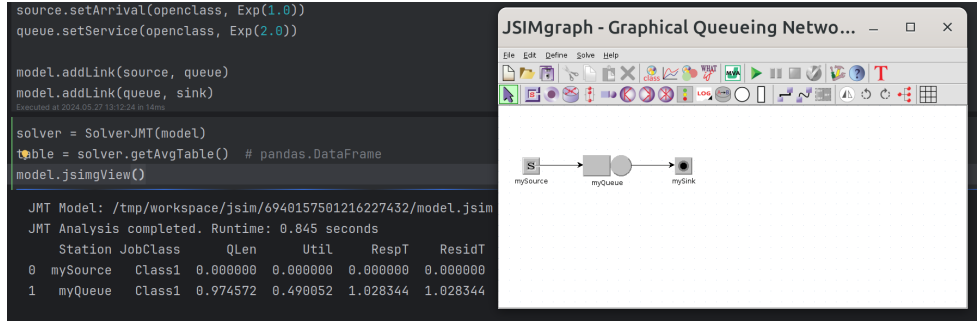 source.setArrival(openclass, Exp(1.0))
queue.setService(openclass, Exp(2.0))
model.addLink(source, queue)
model.addLink(queue, sink)
Executed at 2024.05.27 13:12:24 in 14ms
solver = SolverJMT(model)
table = solver.getAvgTable()  # pandas.DataFrame
model.jsimgView()
JMT Model: /tmp/workspace/jsim/6940157501216227432/model.jsim
JMT Analysis completed. Runtime: 0.845 seconds
Station JobClass QLen Util RespT ResidT
0 mySource Class1 0.000000 0.000000 0.000000 0.000000
1 myQueue Class1 0.974572 0.490052 1.028344 1.028344
JSIMgraph - Graphical Queueing Netwo...
File Edit Define Solve Help
class WHAT IF MVA T
S LOG
S
mySource myQueue mySink